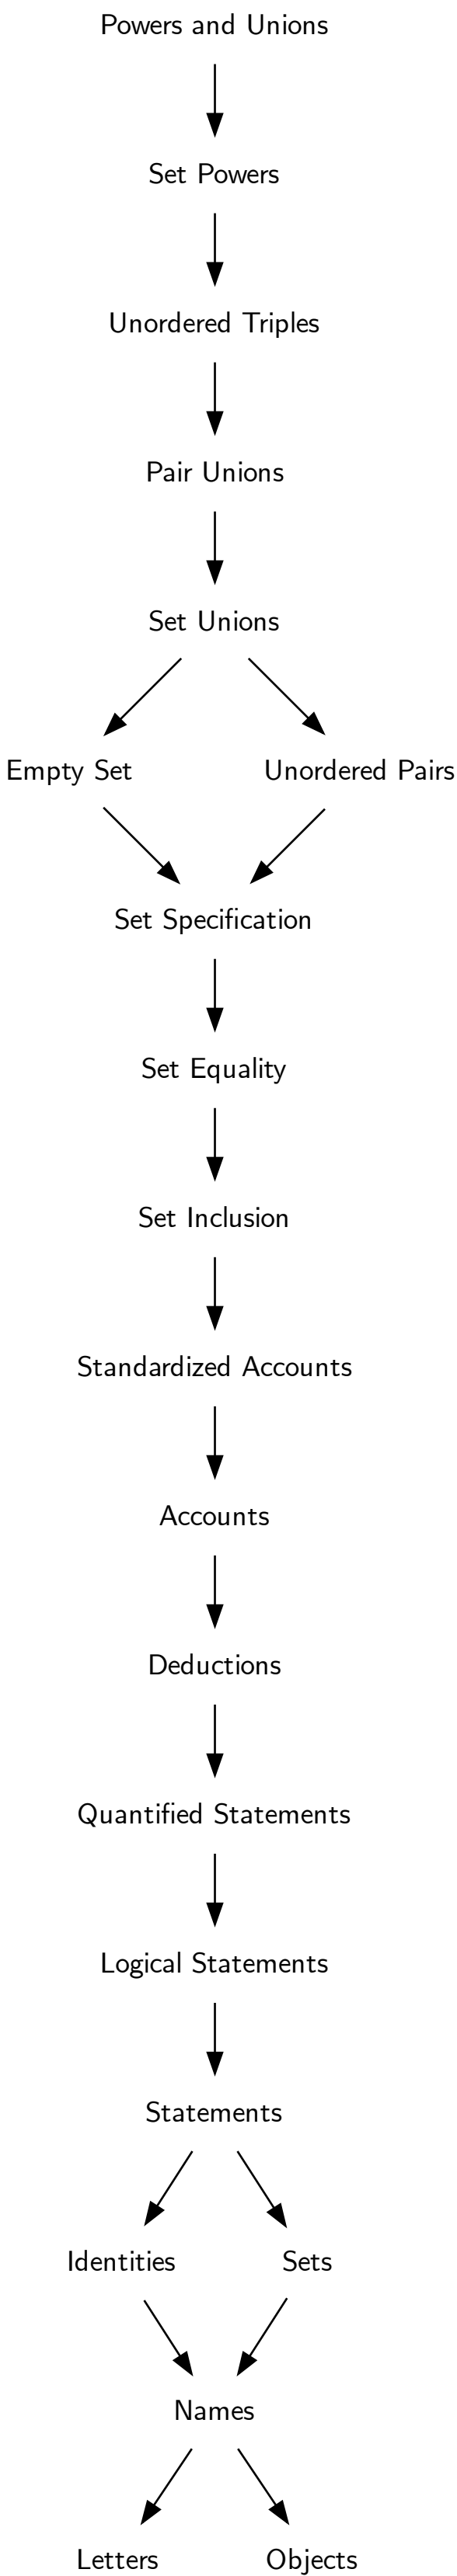 Powers and Unions
Set Powers
Unordered Triples
Pair Unions
Set Unions
Empty Set
Unordered Pairs
Set Specification
Set Equality
Set Inclusion
Standardized Accounts
Accounts
Deductions
Quantified Statements
Logical Statements
Statements
Identities
Sets
Names
Letters
Objects